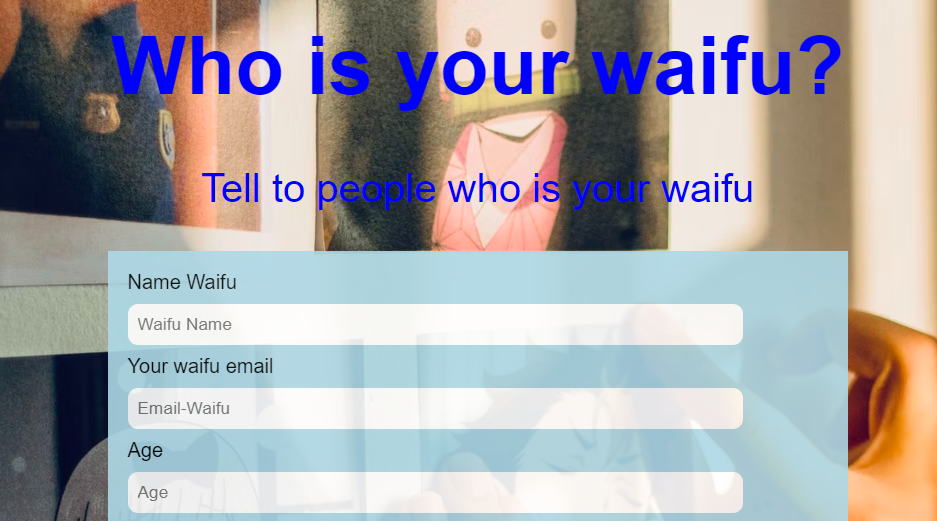 Who is your waifu?
Tell to people who is your waifu
Name Waifu
Waifu Name
Your waifu email
Email-Waifu
Age
Age